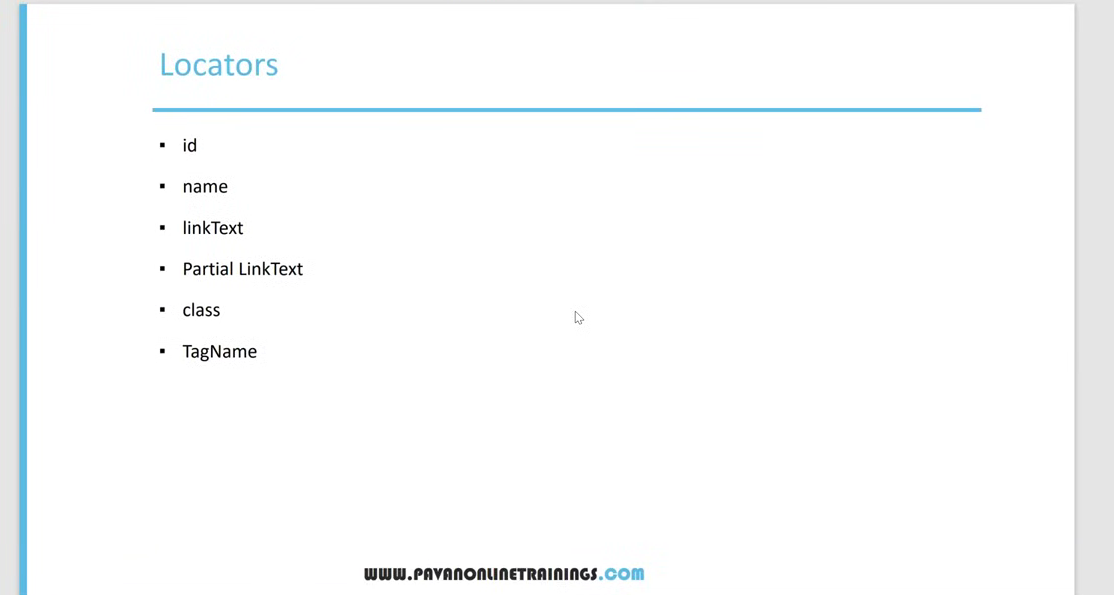 Locators
▪ id
▪ name
▪ linkText
▪ Partial LinkText
▪ class
▪ TagName
WWW.PAVANONLINETRAININGS.COM